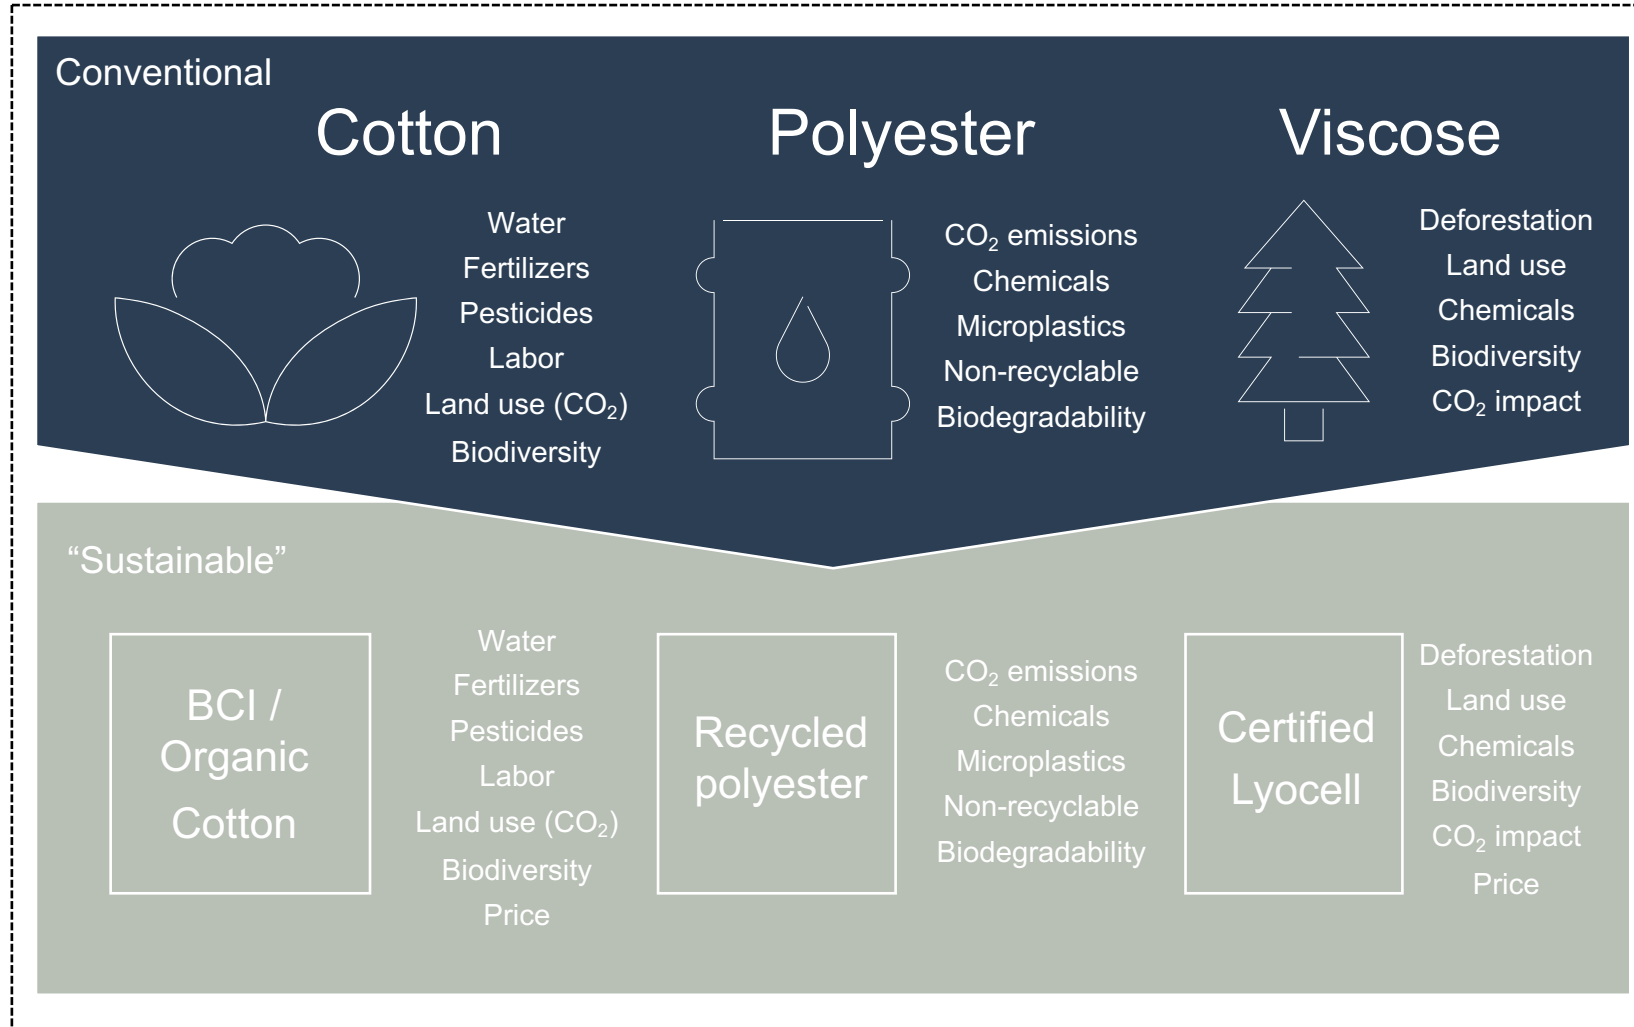 Conventional
Cotton
Water
Fertilizers
Pesticides
Labor
Land use (CO₂)
Biodiversity
Polyester
CO₂ emissions
Chemicals
Microplastics
Non-recyclable
Biodegradability
Viscose
Deforestation
Land use
Chemicals
Biodiversity
CO₂ impact
“Sustainable”
BCI /
Organic
Cotton
Water
Fertilizers
Pesticides
Labor
Land use (CO₂)
Biodiversity
Price
Recycled
polyester
CO₂ emissions
Chemicals
Microplastics
Non-recyclable
Biodegradability
Certified
Lyocell
Deforestation
Land use
Chemicals
Biodiversity
CO₂ impact
Price